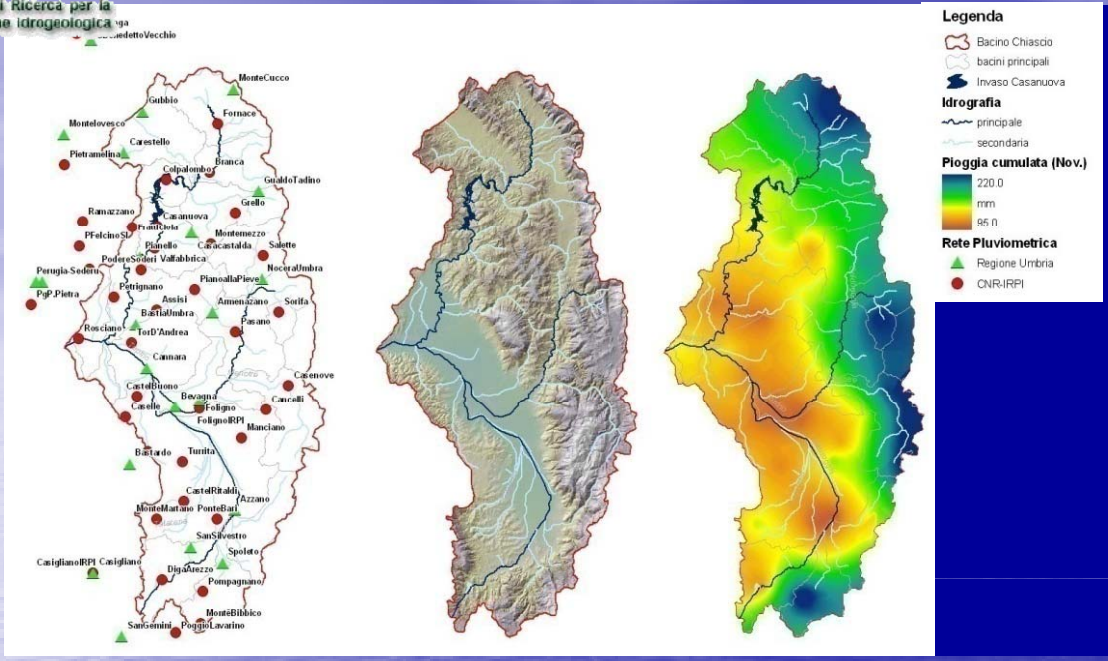 i Ricerca per la
ne Idrogeologica
MonteCucco
Gubbio
Fornace
Montelovesco
Carestello
Pietramelina
Branca
Colpalombo
GualdoTadino
Grello
Ramazzano
Casanuova
Montemezzo
PFelcinoSI
Pianello
Casacastalda
Salette
PodereSoderi
Valfabbrica
NoceraUmbra
Perugia-Sederu
PianoallaPieve
Petrignano
PgP.Pietra
Assisi
Armenzano
Sorifa
BastiaUmbra
Pasano
Rosciano
TorD'Andrea
Cannara
Casenove
CastelBuono
Bevagna
Cancelli
Caselle
Foligno
FolignoIRPI
Manciano
Bastardo
Turrita
CastelRitaldi
Azzano
MonteMartano
PonteBari
SanSilvestro
Spoleto
CasiglianoIRPI
Casigliano
DigaArezzo
Pompagnano
MonteBibbico
SanGemini
PoggioLavarino
Legenda
Bacino Chiascio
bacini principali
Invaso Casanuova
Idrografia
principale
secondaria
Pioggia cumulata (Nov.)
220.0
mm
95.0
Rete Pluviometrica
Regione Umbria
CNR-IRPI